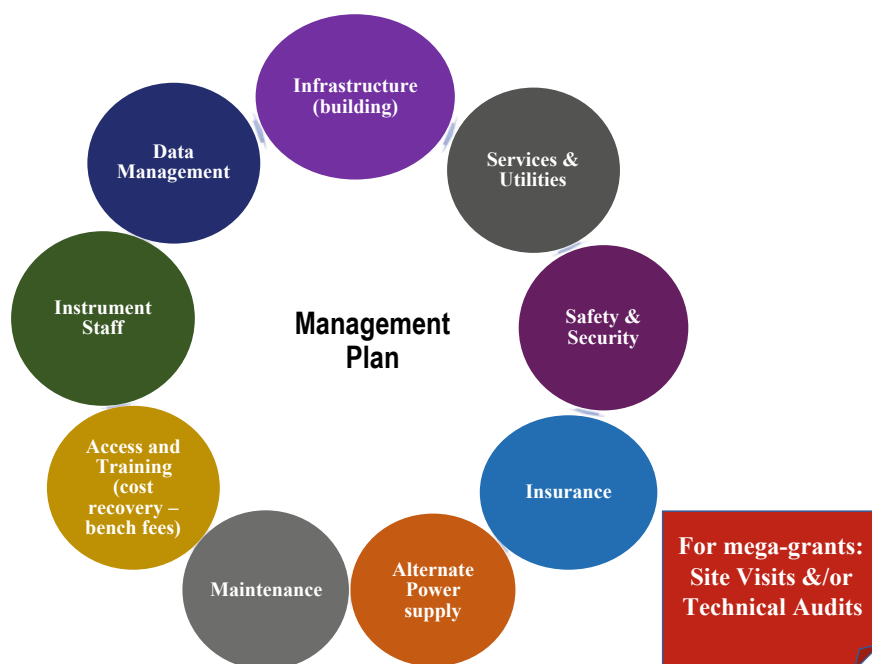 Infrastructure
(building)
Services &
Utilities
Safety &
Security
Insurance
Alternate
Power
supply
Maintenance
Access and
Training
(cost
recovery –
bench fees)
Instrument
Staff
Data
Management
Management
Plan
For mega-grants:
Site Visits &/or
Technical Audits